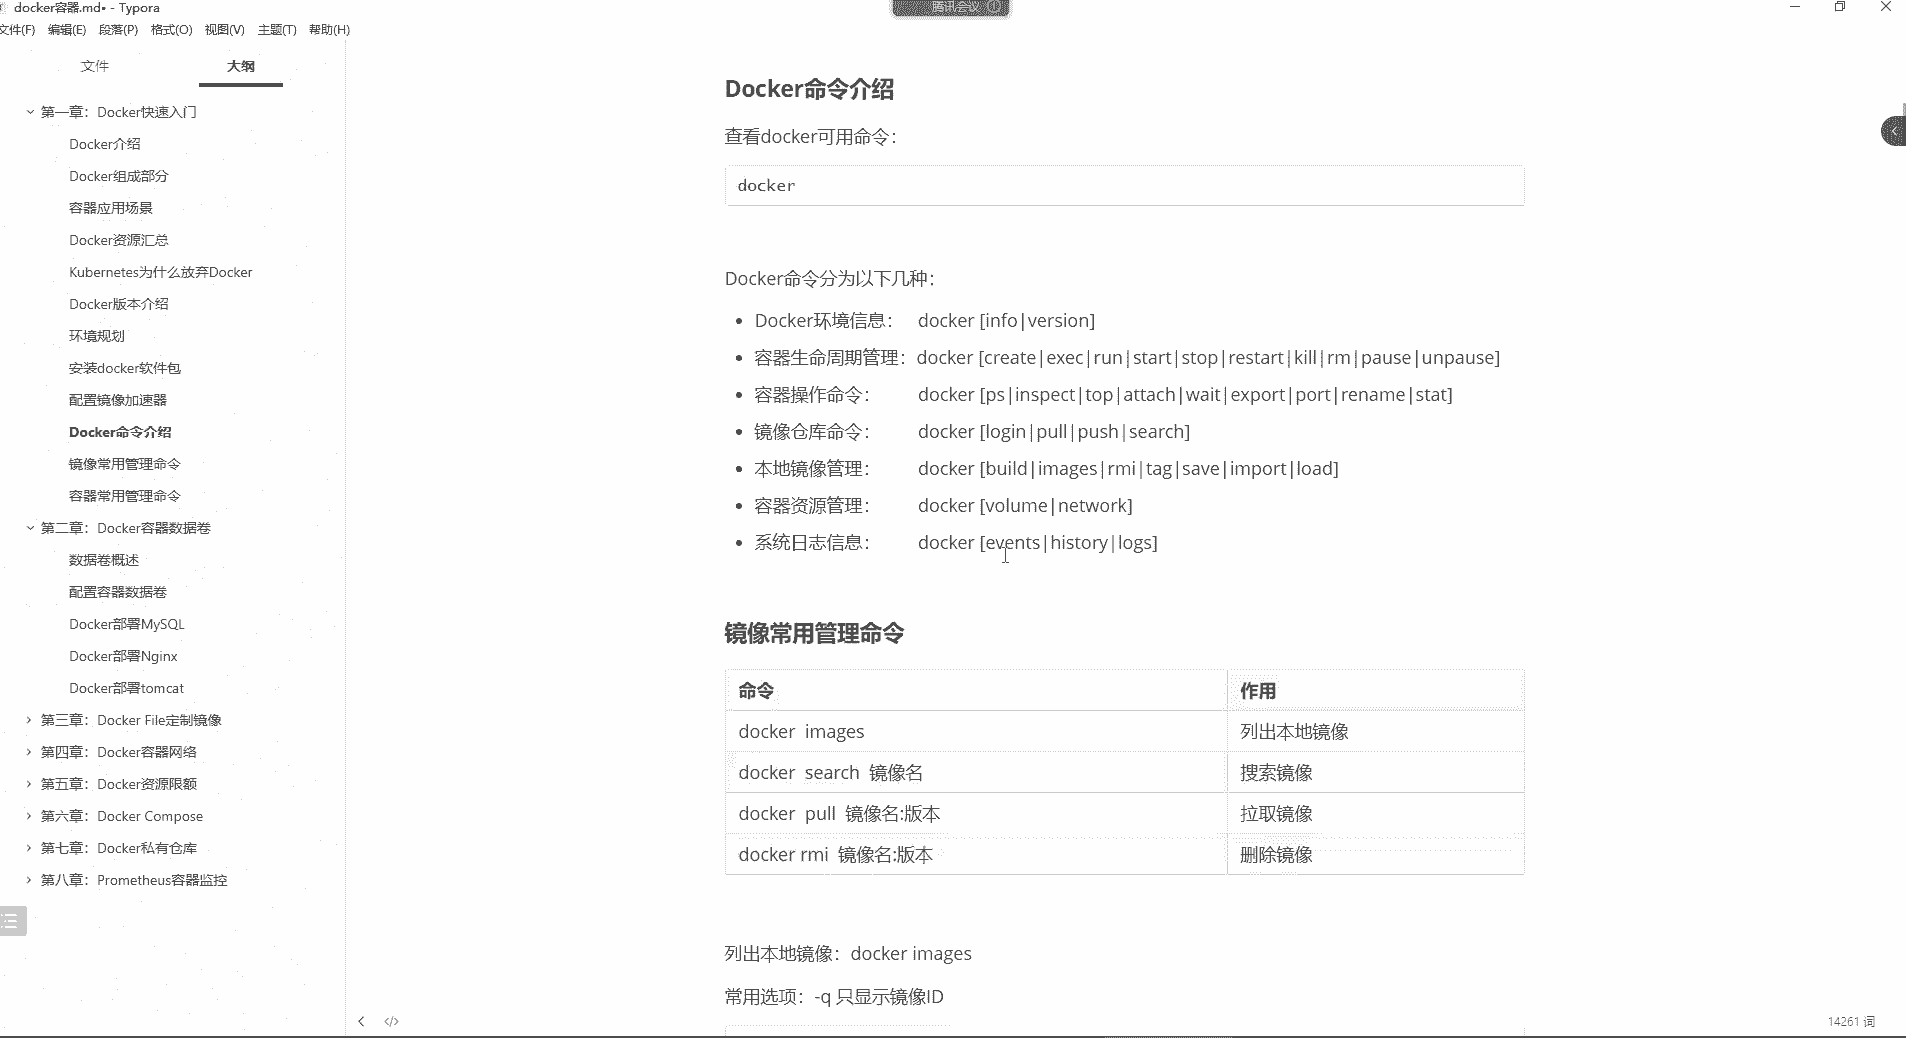 docker容器.md• - Typora
腾讯会议
文件(F) 编辑(E) 段落(P) 格式(O) 视图(V) 主题(T) 帮助(H)
文件 大纲
第一章：Docker快速入门
Docker介绍
Docker组成部分
容器应用场景
Docker资源汇总
Kubernetes为什么放弃Docker
Docker版本介绍
环境规划
安装docker软件包
配置镜像加速器
Docker命令介绍
镜像常用管理命令
容器常用管理命令
第二章：Docker容器数据卷
数据卷概述
配置容器数据卷
Docker部署MySQL
Docker部署Nginx
Docker部署tomcat
第三章：Docker File定制镜像
第四章：Docker容器网络
第五章：Docker资源限额
第六章：Docker Compose
第七章：Docker私有仓库
第八章：Prometheus容器监控
Docker命令介绍
查看docker可用命令：
docker
Docker命令分为以下几种：
Docker环境信息： docker [info|version]
容器生命周期管理：docker [create|exec|run|start|stop|restart|kill|rm|pause|unpause]
容器操作命令： docker [ps|inspect|top|attach|wait|export|port|rename|stat]
镜像仓库命令： docker [login|pull|push|search]
本地镜像管理： docker [build|images|rmi|tag|save|import|load]
容器资源管理： docker [volume|network]
系统日志信息： docker [events|history|logs]
镜像常用管理命令
命令 作用
docker images 列出本地镜像
docker search 镜像名 搜索镜像
docker pull 镜像名:版本 拉取镜像
docker rmi 镜像名:版本 删除镜像
列出本地镜像：docker images
常用选项：-q 只显示镜像ID
</> 14261 词